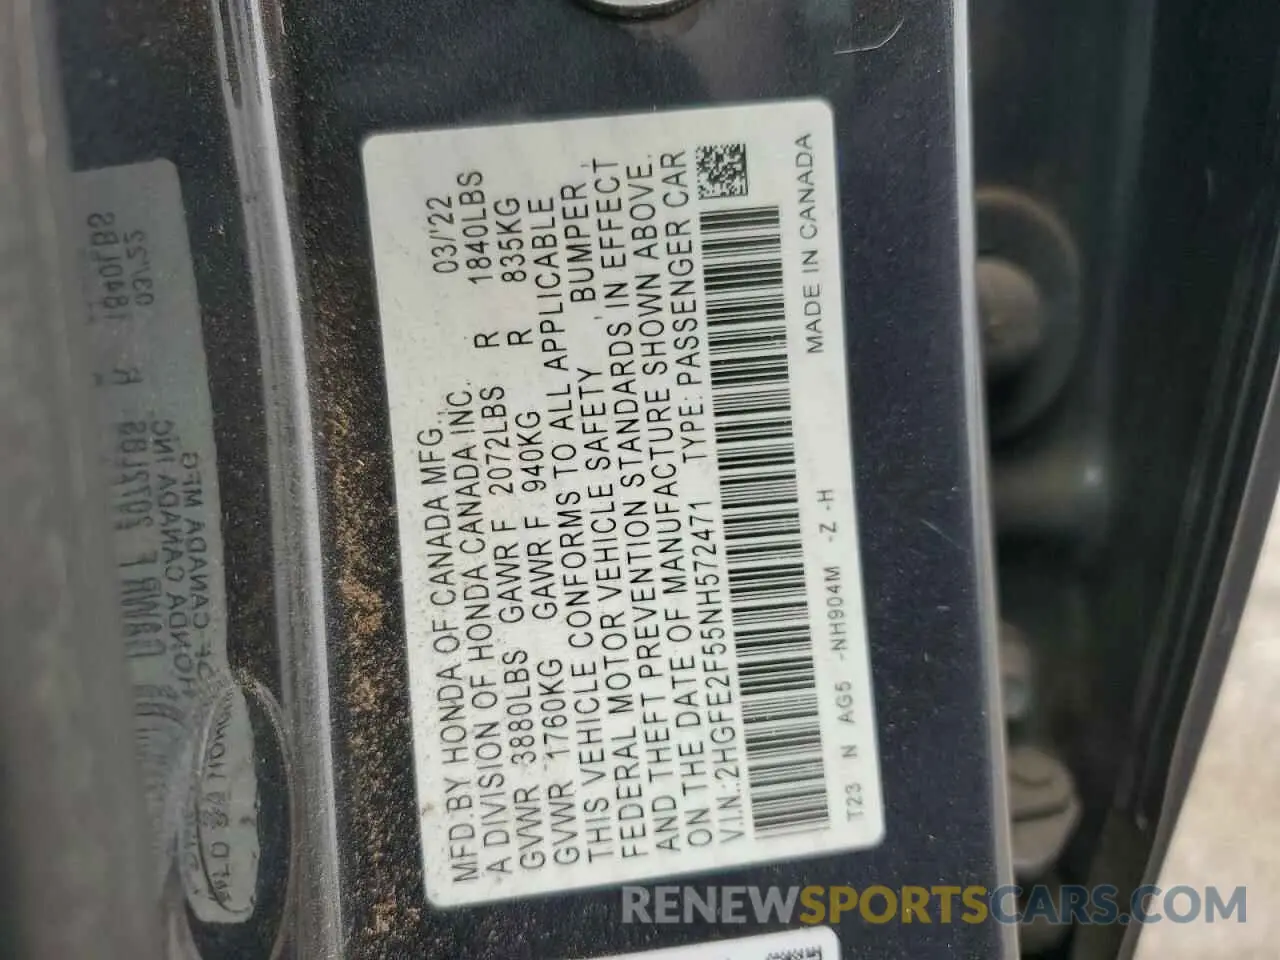 MFD.BY HONDA OF CANADA MFG. 03/'22
A DIVISION OF HONDA CANADA INC.
GVWR 3880LBS GAWR F 2072LBS R 1840LBS
GVWR 1760KG GAWR F 940KG R 835KG
THIS VEHICLE CONFORMS TO ALL APPLICABLE
FEDERAL MOTOR VEHICLE SAFETY , BUMPER ,
AND THEFT PREVENTION STANDARDS IN EFFECT
ON THE DATE OF MANUFACTURE SHOWN ABOVE.
V.I.N.:2HGFE2F55NH572471 TYPE: PASSENGER CAR
T23 N AG5 -NH904M -Z -H MADE IN CANADA
RENEWSPORTSCARS.COM